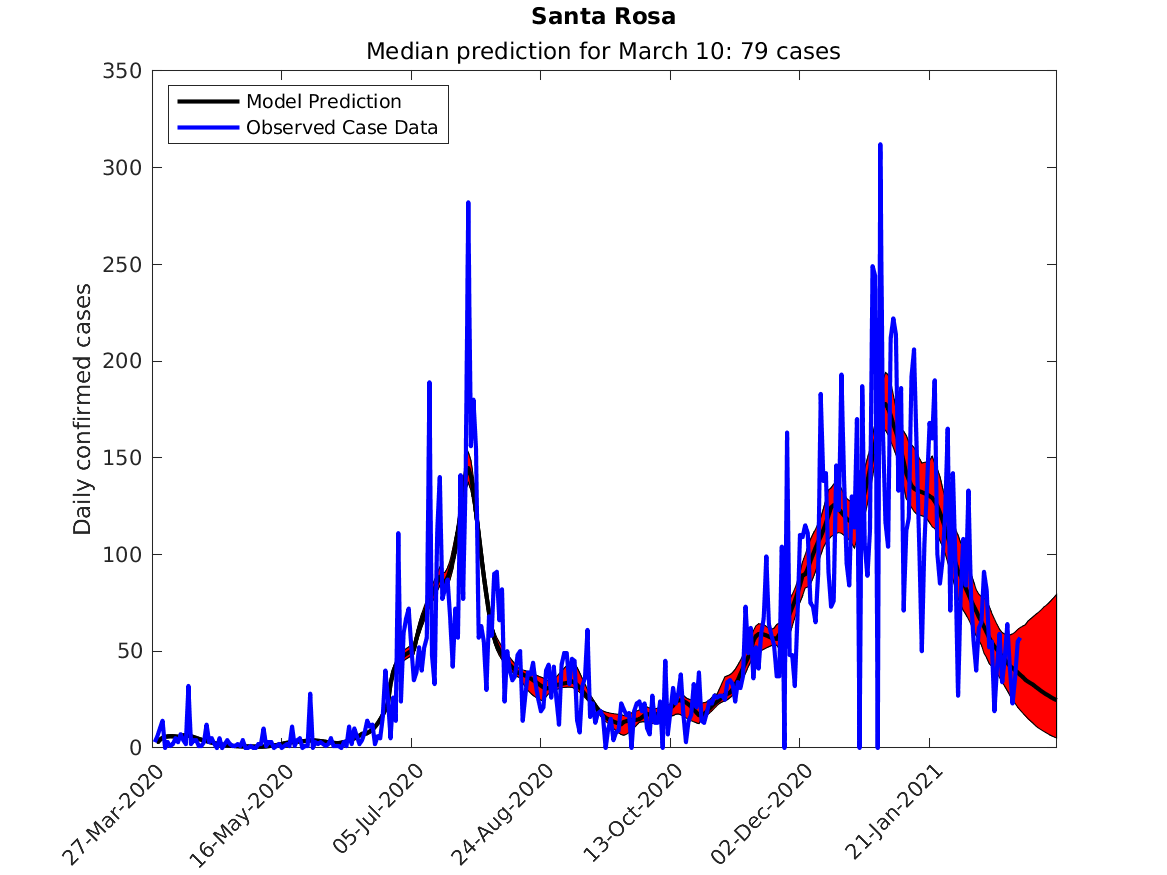 Santa Rosa
Median prediction for March 10: 79 cases
350
300
250
200
150
100
50
0
Daily confirmed cases
Model Prediction
Observed Case Data
27-Mar-2020
16-May-2020
05-Jul-2020
24-Aug-2020
13-Oct-2020
02-Dec-2020
21-Jan-2021